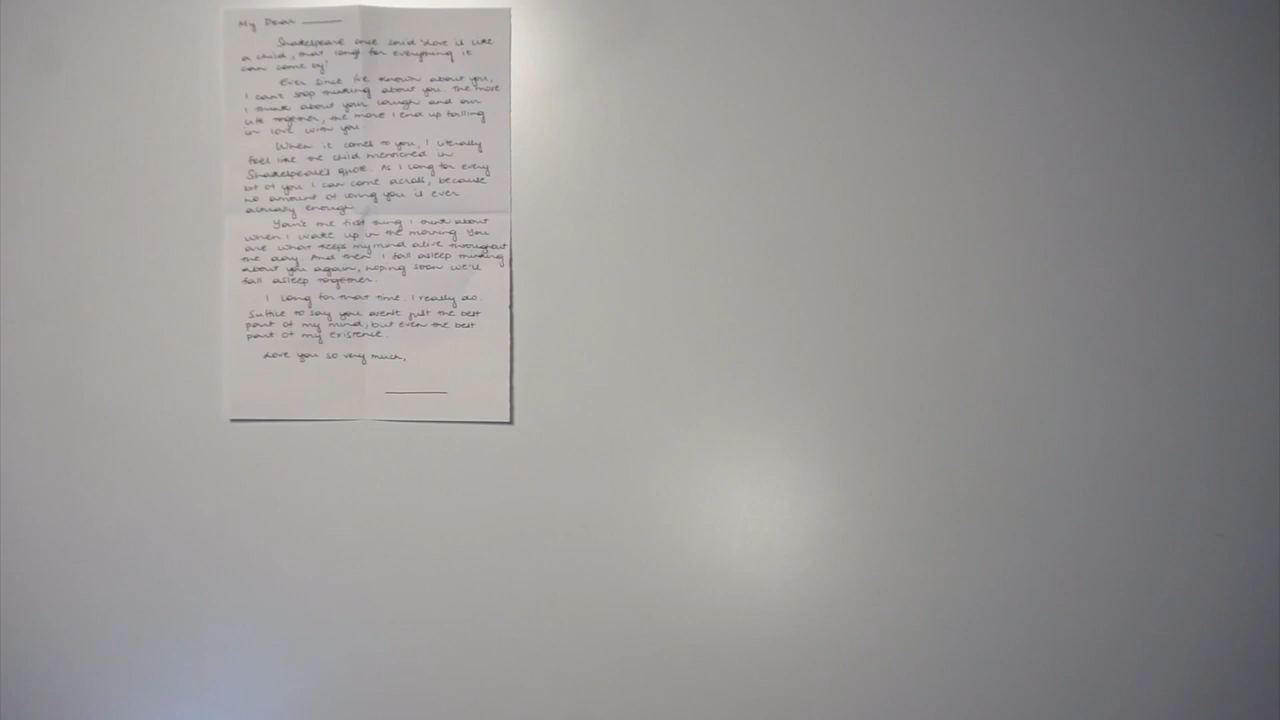 My Dear ______
Shakespeare once said 'Love is like
a child, that longs for everything it
can come by'
Ever since I've known about you,
I can't stop thinking about you. The more
I think about your laugh and our
life together, the more I end up falling
in love with you.
When it comes to you, I literally
feel like the child mentioned in
Shakespeare's quote. As I long for every
bit of you I can come across, because
no amount of loving you is ever
already enough.
You're the first thing I think about
when I wake up in the morning. You
are what keeps my mind alive throughout
the day. And then I fall asleep thinking
about you again, hoping soon we'll
fall asleep together.
I long for that time. I really do.
Suffice to say you aren't just the best
part of my mind, but even the best
part of my existence.
Love you so very much,
______